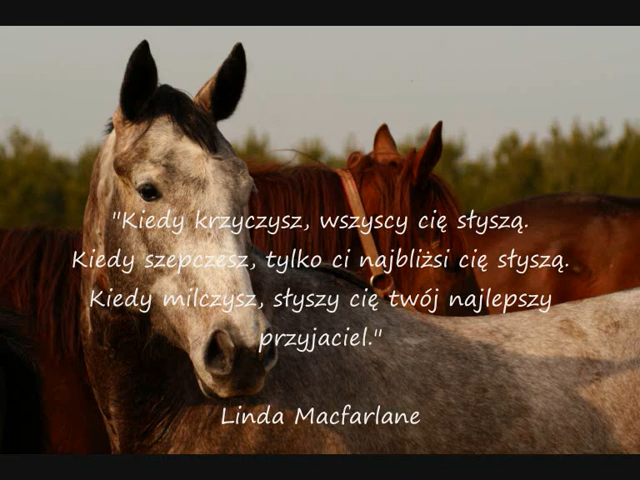 "Kiedy krzyczysz, wszyscy cię słyszą.
Kiedy szepczesz, tylko ci najbliżsi cię słyszą.
Kiedy milczysz, słyszy cię twój najlepszy
przyjaciel."
Linda Macfarlane